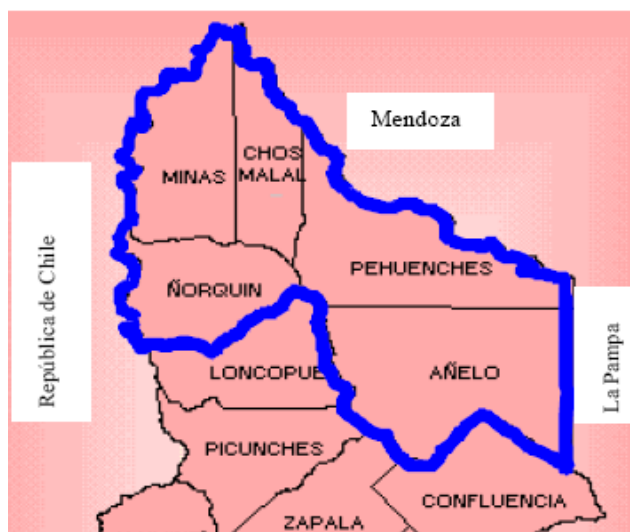 Mendoza
CHOS
MALAL
MINAS
República de Chile
PEHUENCHES
ÑORQUIN
La Pampa
LONCOPUE
AÑELO
PICUNCHES
CONFLUENCIA
ZAPALA